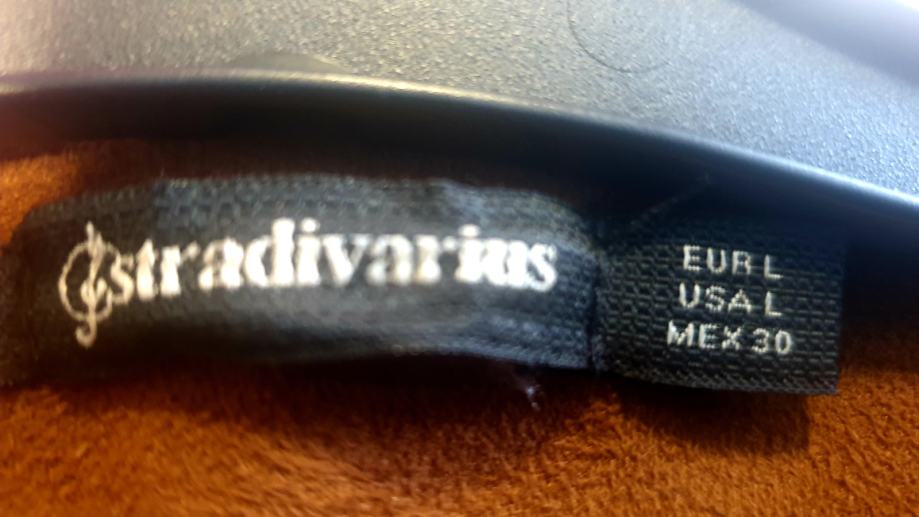 stradivarius
EUR L
USA L
MEX 30